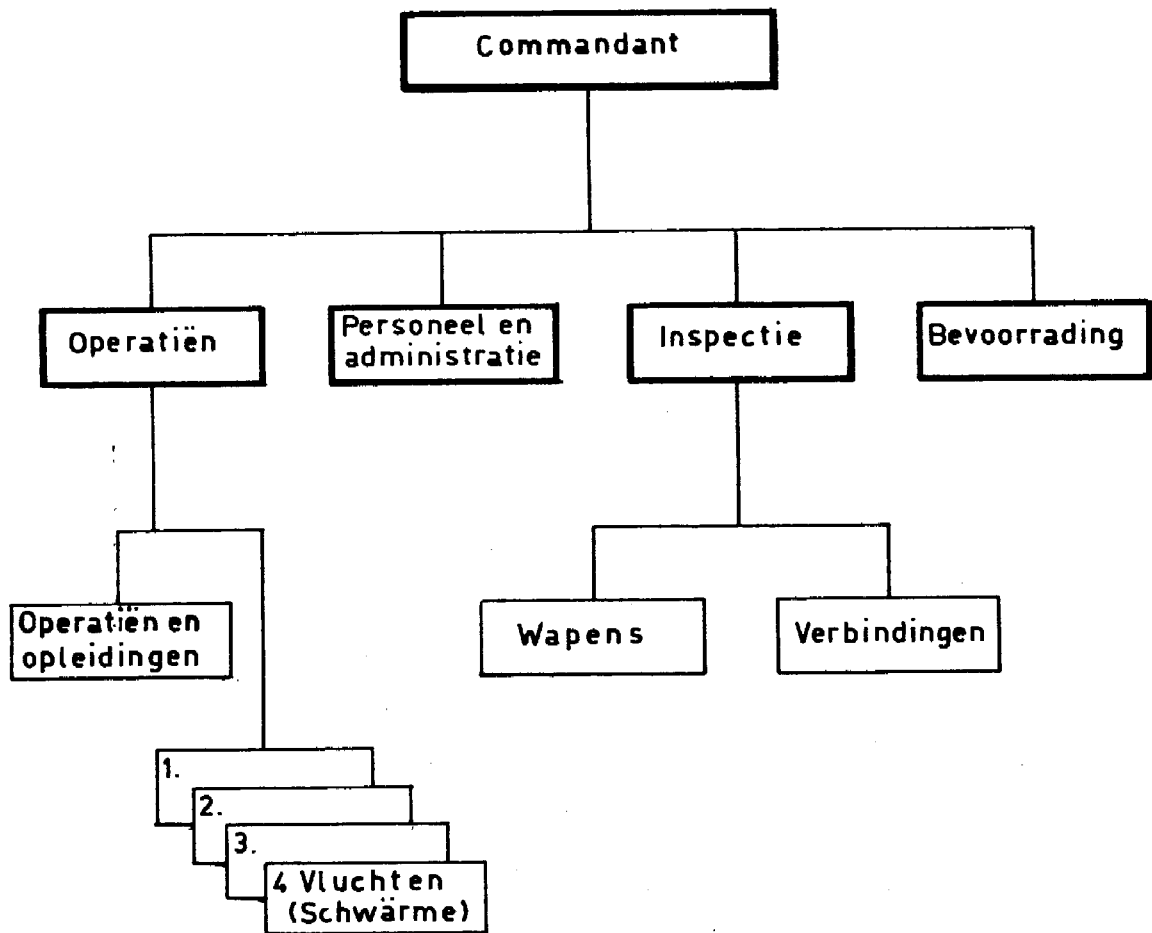 Commandant
Operatiën
Personeel en
administratie
Inspectie
Bevoorrading
Operatiën en
opleidingen
Wapens
Verbindingen
1.
2.
3.
4 Vluchten
(Schwärme)